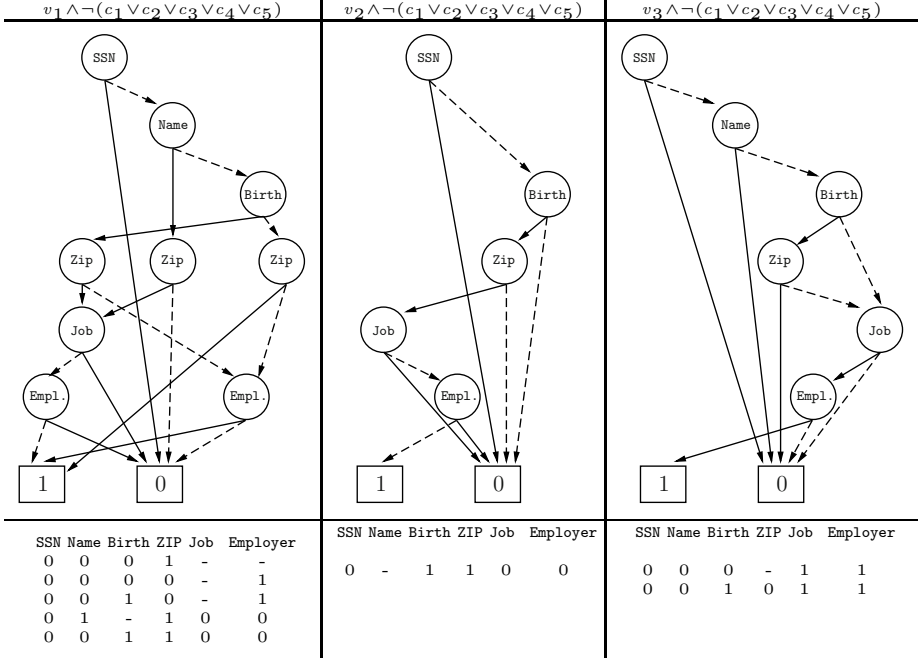 v₁∧¬(c₁∨c₂∨c₃∨c₄∨c₅)
SSN
Name
Birth
Zip Zip Zip
Job
Empl. Empl.
1 0
SSN Name Birth ZIP Job Employer
0 0 0 1 - -
0 0 0 0 - 1
0 0 1 0 - 1
0 1 - 1 0 0
0 0 1 1 0 0
v₂∧¬(c₁∨c₂∨c₃∨c₄∨c₅)
SSN
Birth
Zip
Job
Empl.
1 0
SSN Name Birth ZIP Job Employer
0 - 1 1 0 0
v₃∧¬(c₁∨c₂∨c₃∨c₄∨c₅)
SSN
Name
Birth
Zip
Job
Empl.
1 0
SSN Name Birth ZIP Job Employer
0 0 0 - 1 1
0 0 1 0 1 1